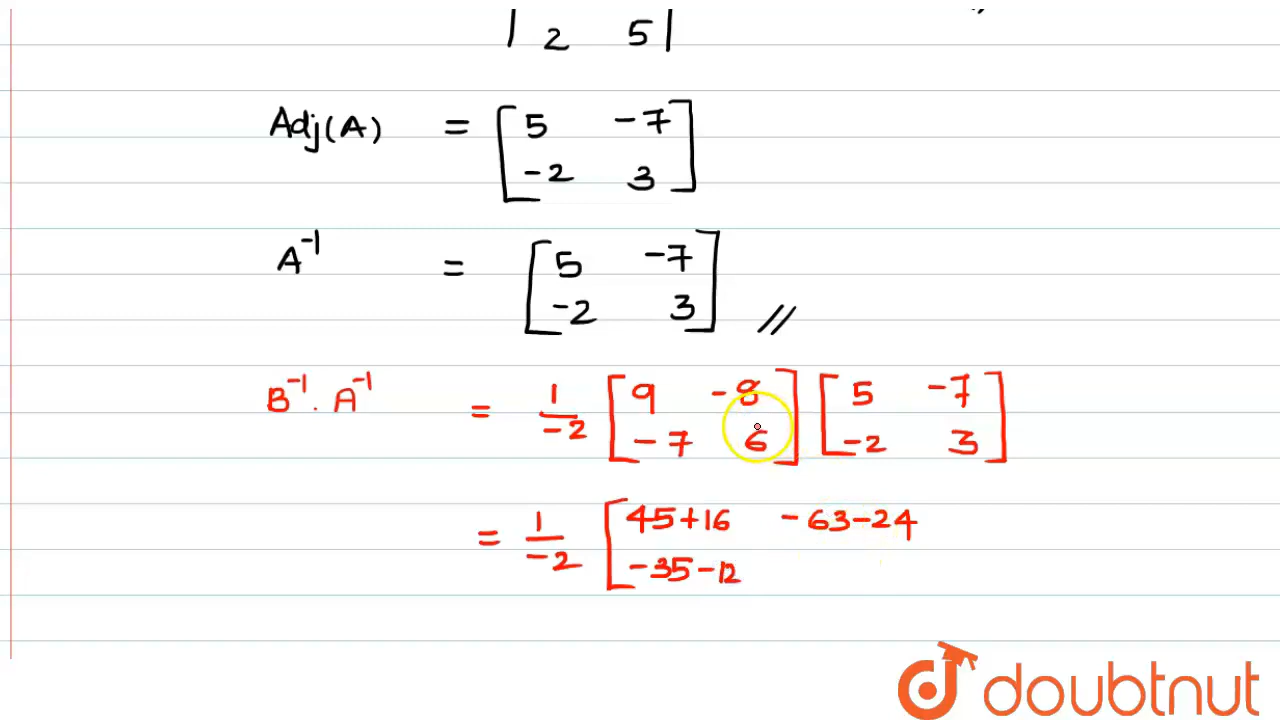 | 2 5 |
Adj(A) = [5 -7
-2 3]
A⁻¹ = [5 -7
-2 3] //
B⁻¹. A⁻¹ = 1/-2 [9 -8
-7 6] [5 -7
-2 3]
= 1/-2 [45+16 -63-24
-35-12
doubtnut